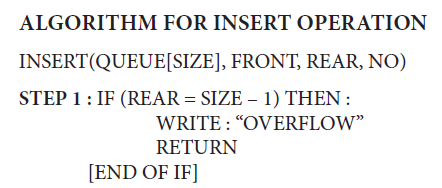 ALGORITHM FOR INSERT OPERATION
INSERT(QUEUE[SIZE], FRONT, REAR, NO)
STEP 1 : IF (REAR = SIZE – 1) THEN :
WRITE : “OVERFLOW”
RETURN
[END OF IF]